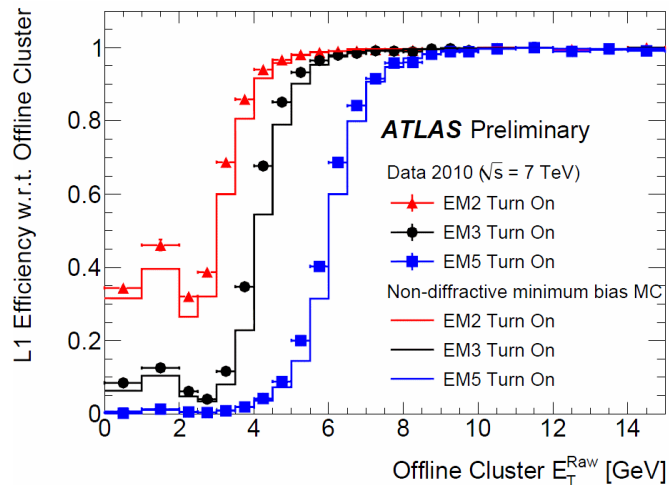 L1 Efficiency w.r.t. Offline Cluster
1
0.8
0.6
0.4
0.2
0
ATLAS Preliminary
Data 2010 (√s = 7 TeV)
EM2 Turn On
EM3 Turn On
EM5 Turn On
Non-diffractive minimum bias MC
EM2 Turn On
EM3 Turn On
EM5 Turn On
0 2 4 6 8 10 12 14
Offline Cluster E_T^Raw [GeV]